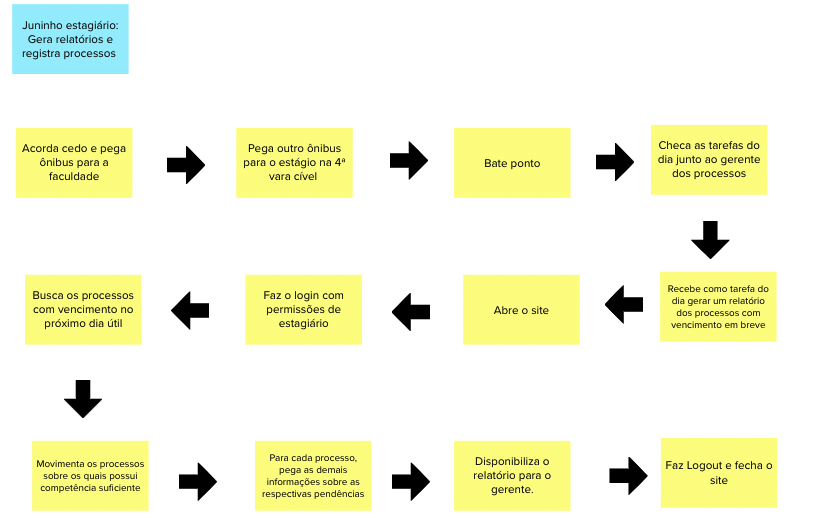 Juninho estagiário:
Gera relatórios e
registra processos
Acorda cedo e pega
ônibus para a
faculdade
Pega outro ônibus
para o estágio na 4ª
vara cível
Bate ponto
Checa as tarefas do
dia junto ao gerente
dos processos
Recebe como tarefa do
dia gerar um relatório
dos processos com
vencimento em breve
Abre o site
Faz o login com
permissões de
estagiário
Busca os processos
com vencimento no
próximo dia útil
Movimenta os processos
sobre os quais possui
competência suficiente
Para cada processo,
pega as demais
informações sobre as
respectivas pendências
Disponibiliza o
relatório para o
gerente.
Faz Logout e fecha o
site